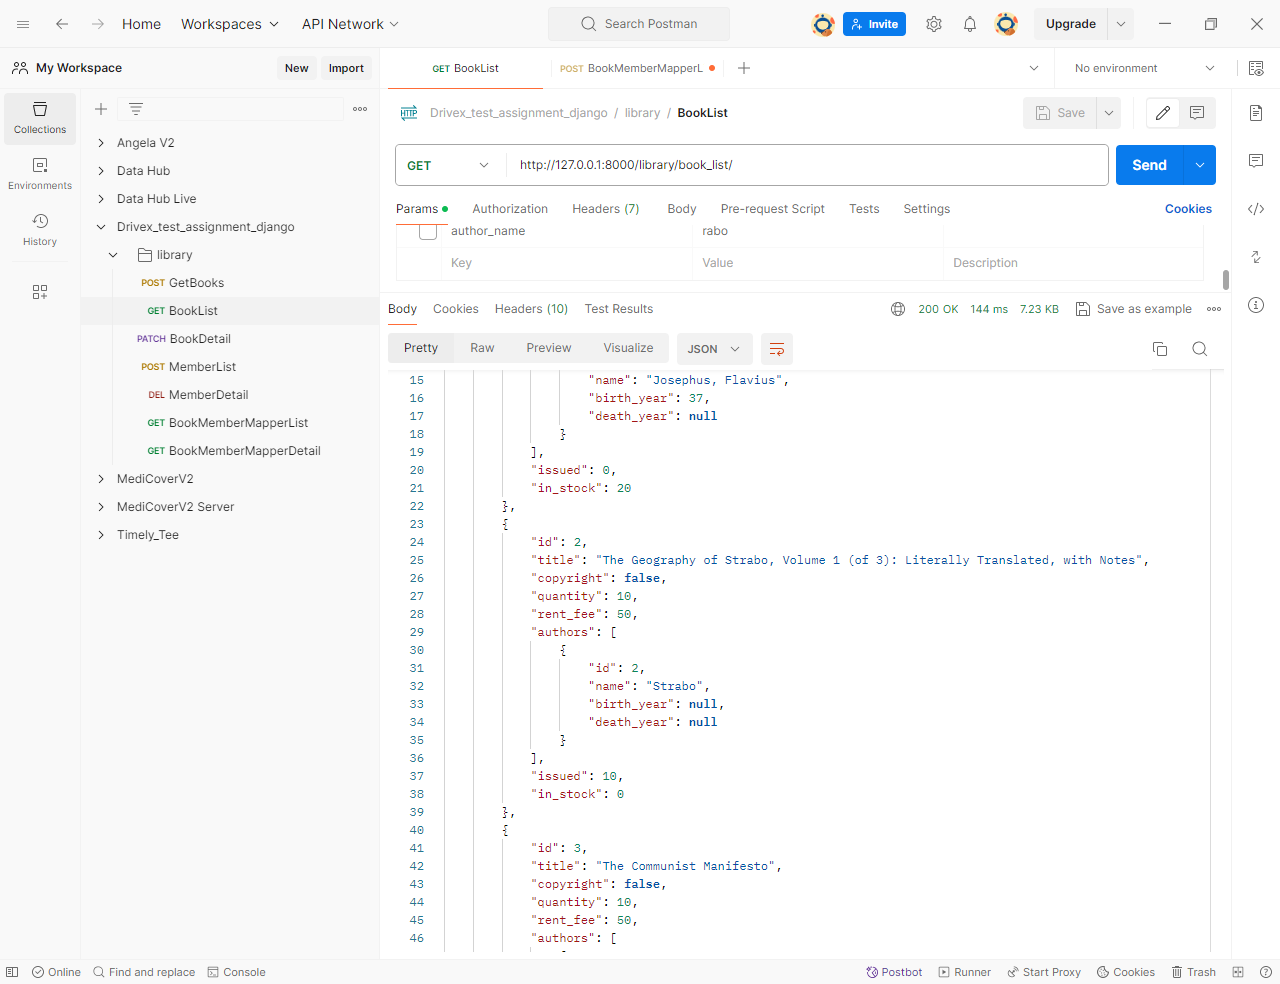 Home Workspaces API Network Search Postman Invite Upgrade
My Workspace New Import
GET BookList POST BookMemberMapperL No environment
Collections
Environments
History
Angela V2
Data Hub
Data Hub Live
Drivex_test_assignment_django
library
POST GetBooks
GET BookList
PATCH BookDetail
POST MemberList
DEL MemberDetail
GET BookMemberMapperList
GET BookMemberMapperDetail
MediCoverV2
MediCoverV2 Server
Timely_Tee
HTTP Drivex_test_assignment_django / library / BookList Save
GET http://127.0.0.1:8000/library/book_list/ Send
Params Authorization Headers (7) Body Pre-request Script Tests Settings Cookies
author_name rabo
Key Value Description
Body Cookies Headers (10) Test Results 200 OK 144 ms 7.23 KB Save as example
Pretty Raw Preview Visualize JSON
15 "name": "Josephus, Flavius",
16 "birth_year": 37,
17 "death_year": null
18 }
19 ],
20 "issued": 0,
21 "in_stock": 20
22 },
23 {
24 "id": 2,
25 "title": "The Geography of Strabo, Volume 1 (of 3): Literally Translated, with Notes",
26 "copyright": false,
27 "quantity": 10,
28 "rent_fee": 50,
29 "authors": [
30 {
31 "id": 2,
32 "name": "Strabo",
33 "birth_year": null,
34 "death_year": null
35 }
36 ],
37 "issued": 10,
38 "in_stock": 0
39 },
40 {
41 "id": 3,
42 "title": "The Communist Manifesto",
43 "copyright": false,
44 "quantity": 10,
45 "rent_fee": 50,
46 "authors": [
Online Find and replace Console Postbot Runner Start Proxy Cookies Trash